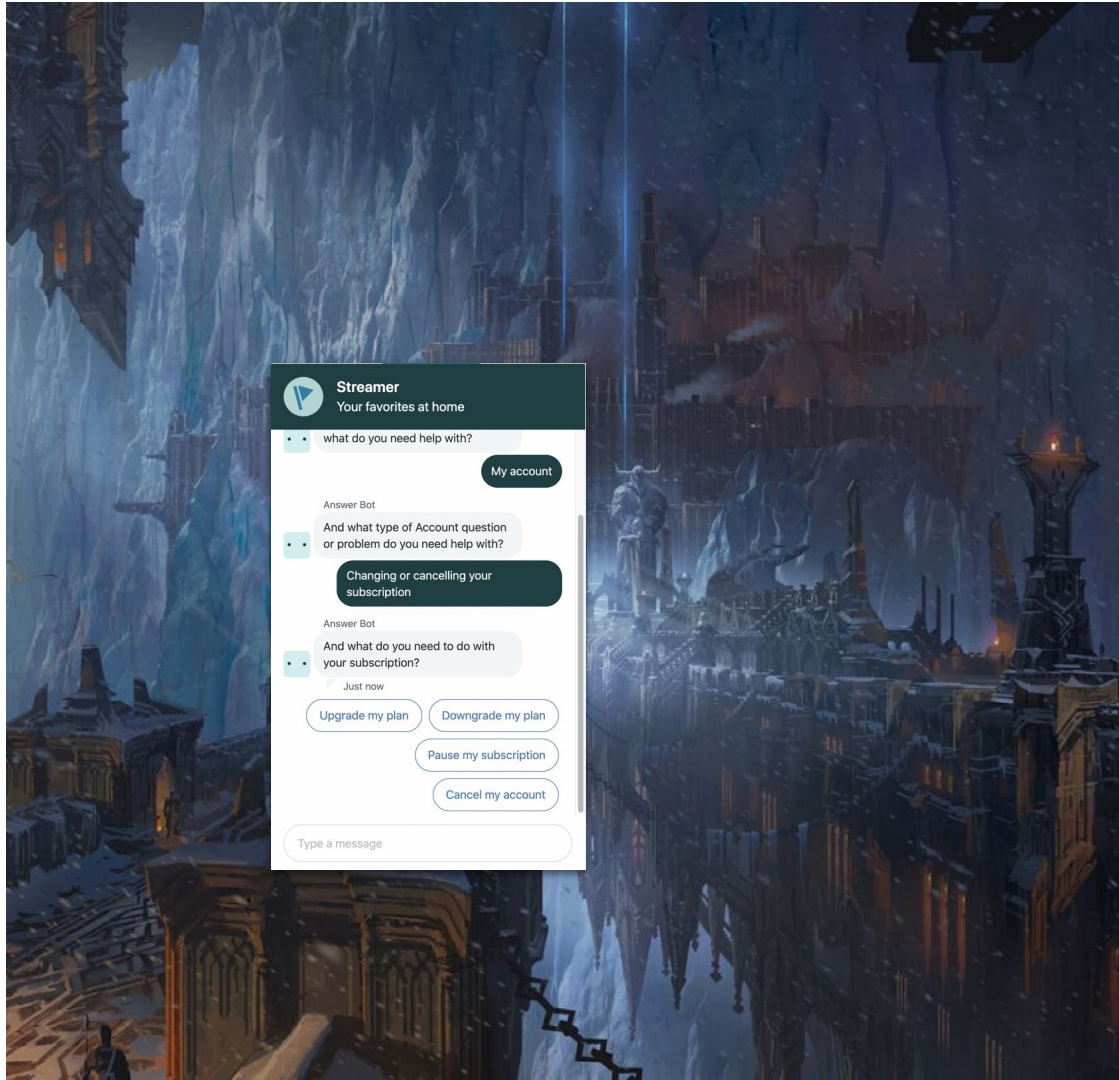 Streamer
Your favorites at home
what do you need help with?
My account
Answer Bot
And what type of Account question
or problem do you need help with?
Changing or cancelling your
subscription
Answer Bot
And what do you need to do with
your subscription?
Just now
Upgrade my plan
Downgrade my plan
Pause my subscription
Cancel my account
Type a message